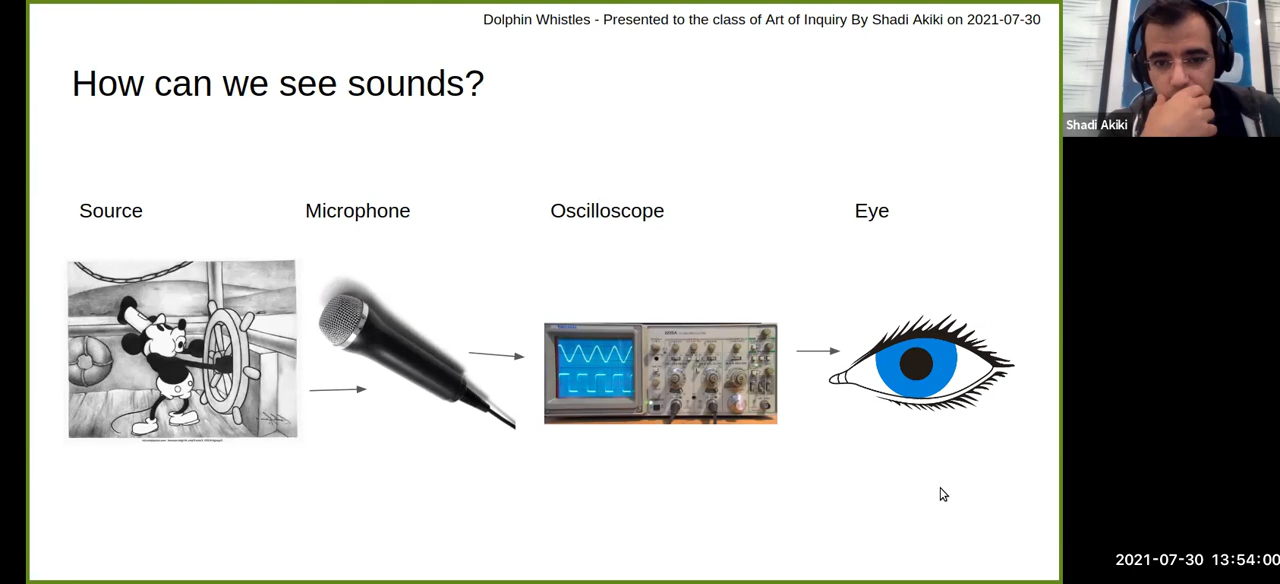 Dolphin Whistles - Presented to the class of Art of Inquiry By Shadi Akiki on 2021-07-30
How can we see sounds?
Source
Microphone
Oscilloscope
Eye
Shadi Akiki
2021-07-30 13:54:00